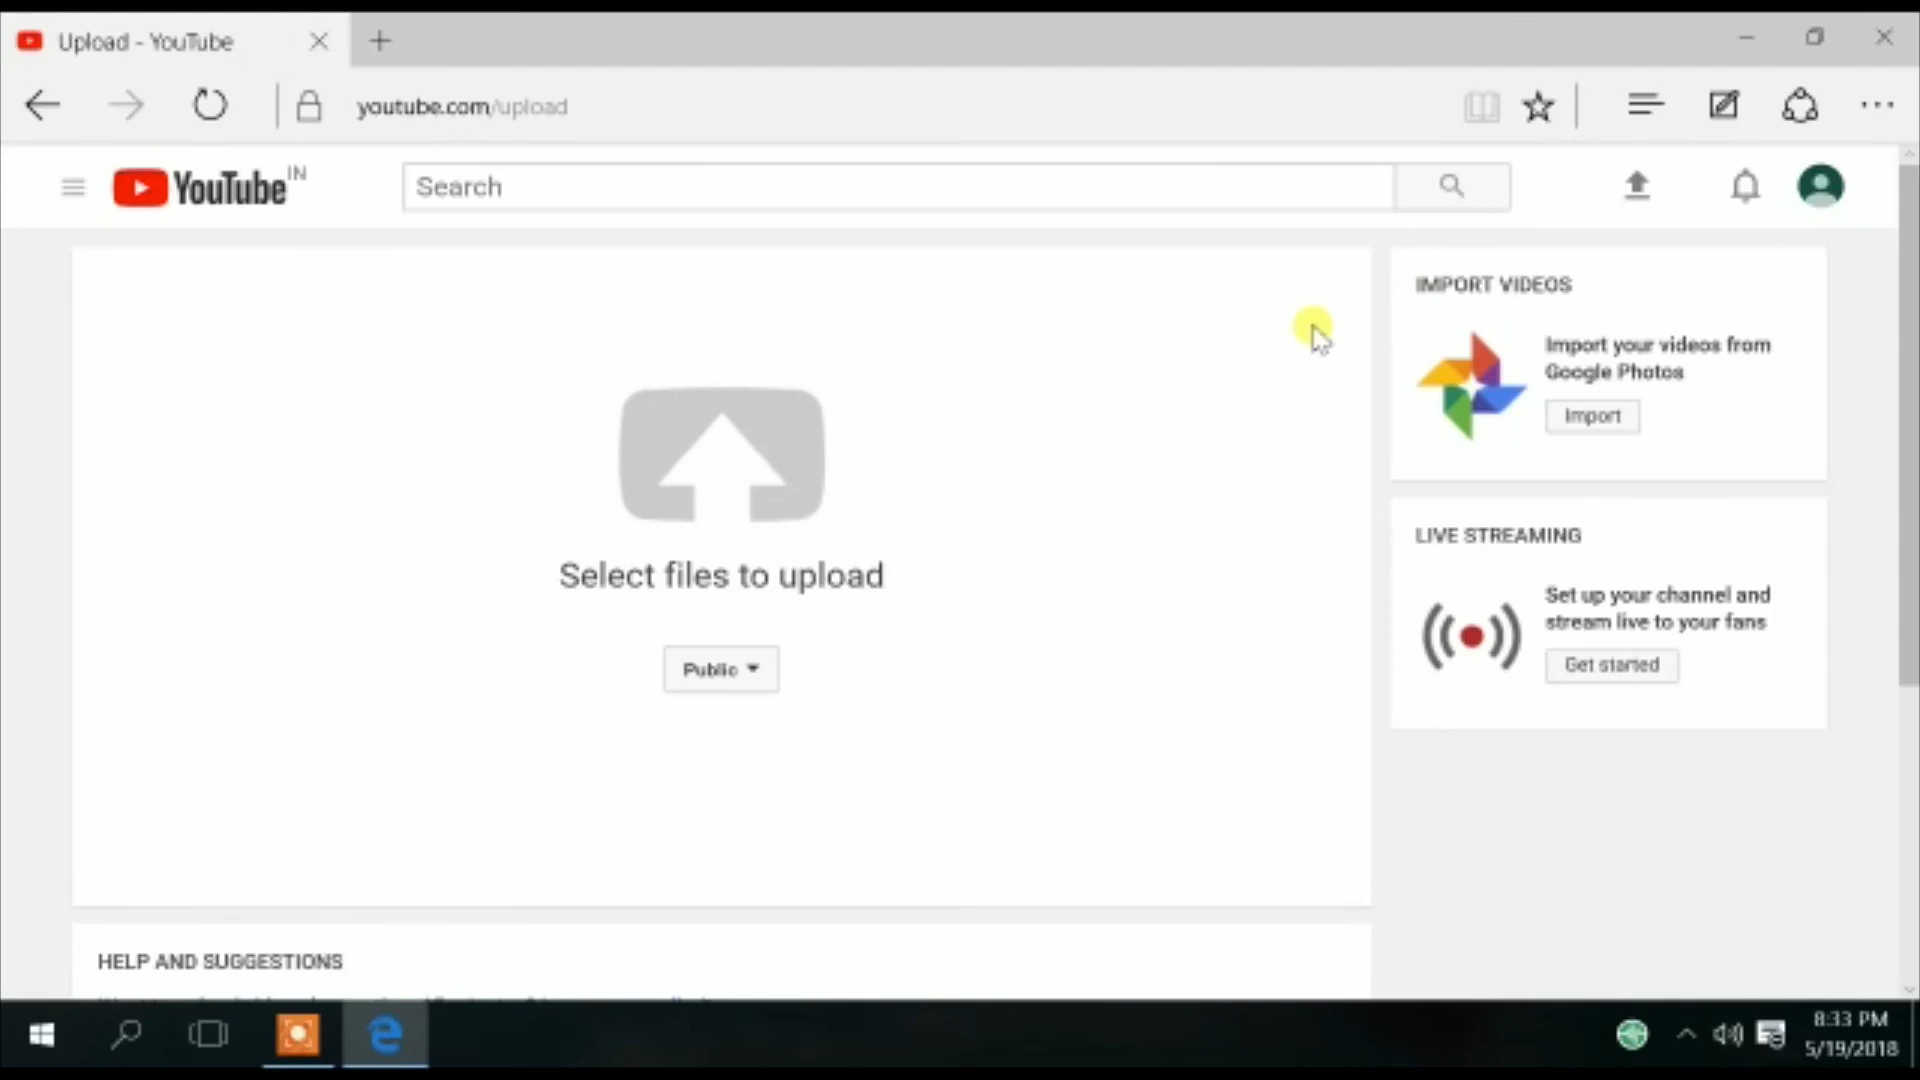 Upload - YouTube
youtube.com/upload
YouTube IN
Search
IMPORT VIDEOS
Import your videos from
Google Photos
Import
Select files to upload
Public
LIVE STREAMING
Set up your channel and
stream live to your fans
Get started
HELP AND SUGGESTIONS
8:33 PM
5/19/2018